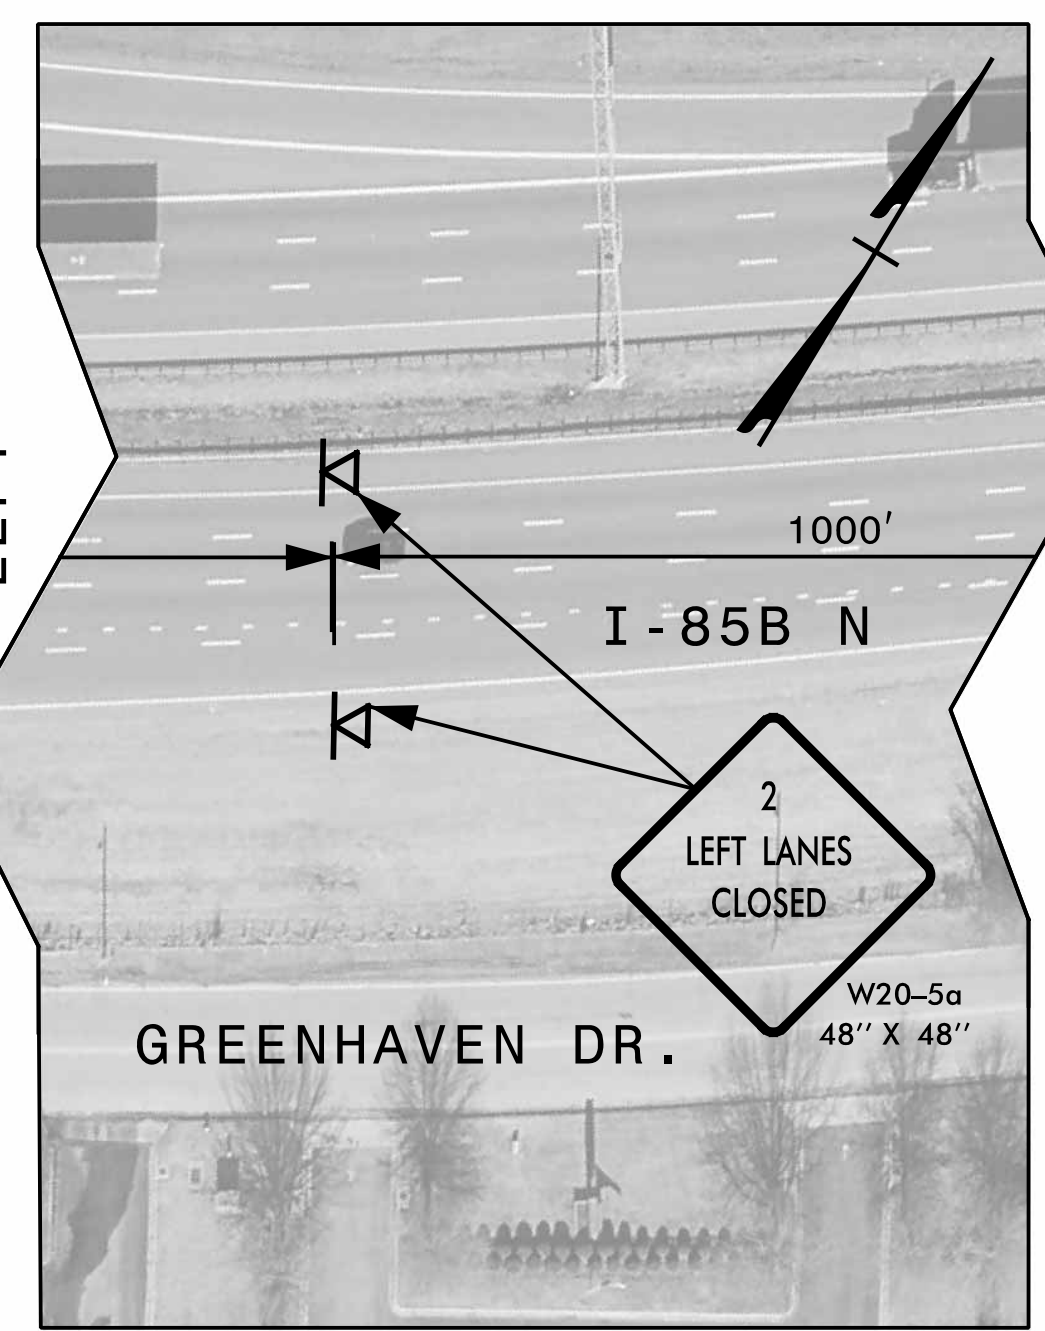 1000'
I-85B N
2
LEFT LANES
CLOSED
W20-5a
48" X 48"
GREENHAVEN DR.